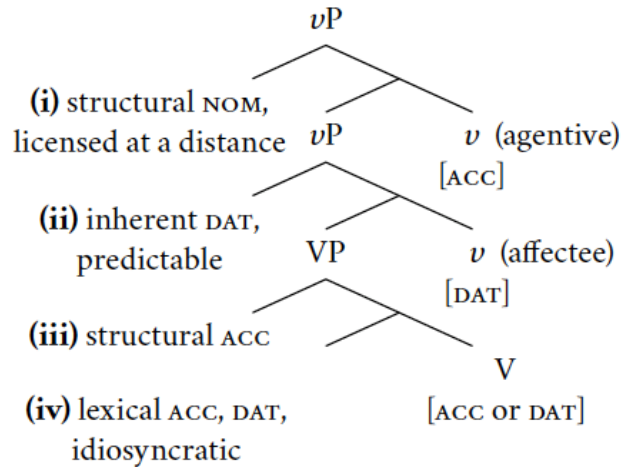 vP
(i) structural NOM,
licensed at a distance
vP
v (agentive)
[ACC]
(ii) inherent DAT,
predictable
VP
v (affectee)
[DAT]
(iii) structural ACC
V
(iv) lexical ACC, DAT,
idiosyncratic
[ACC or DAT]